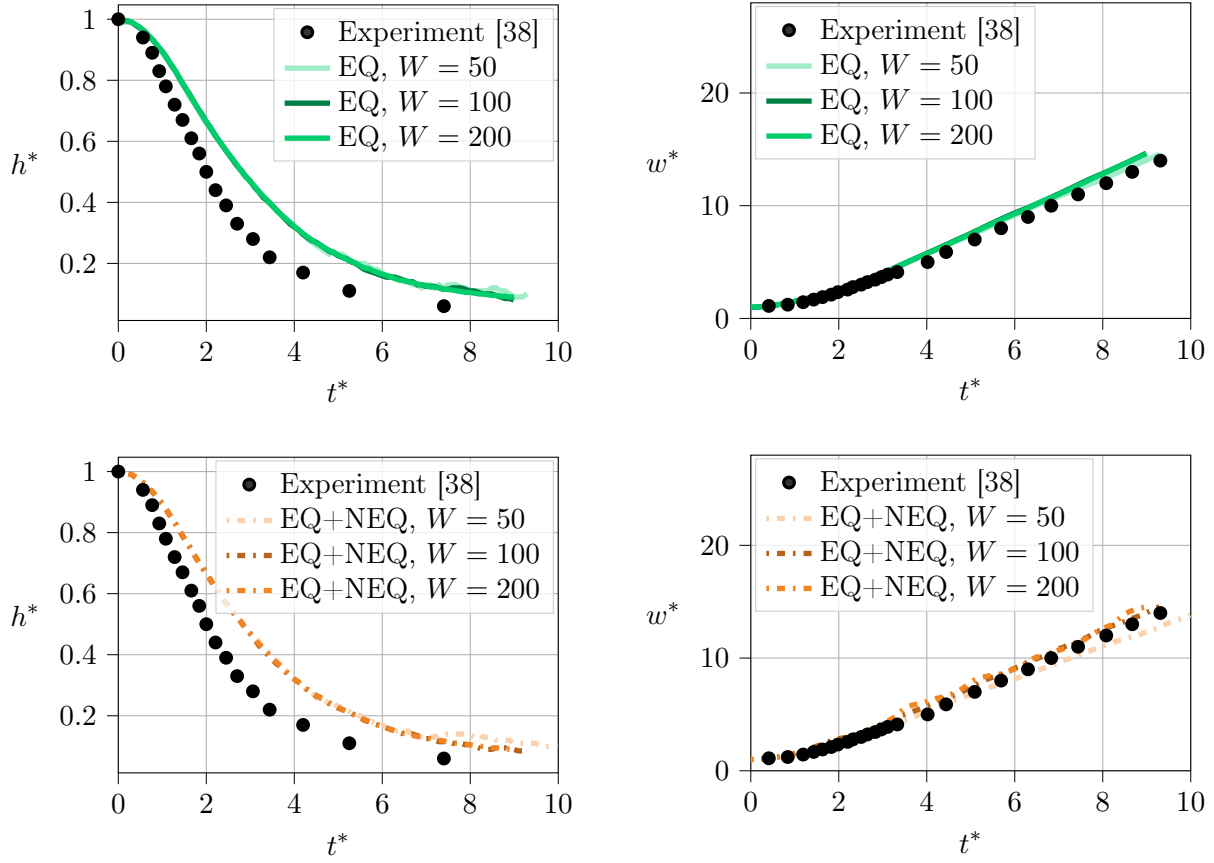 1
0.8
0.6
0.4
0.2
h*
0 2 4 6 8 10
t*
Experiment [38]
EQ, W = 50
EQ, W = 100
EQ, W = 200
20
10
0
w*
0 2 4 6 8 10
t*
Experiment [38]
EQ, W = 50
EQ, W = 100
EQ, W = 200
1
0.8
0.6
0.4
0.2
h*
0 2 4 6 8 10
t*
Experiment [38]
EQ+NEQ, W = 50
EQ+NEQ, W = 100
EQ+NEQ, W = 200
20
10
0
w*
0 2 4 6 8 10
t*
Experiment [38]
EQ+NEQ, W = 50
EQ+NEQ, W = 100
EQ+NEQ, W = 200